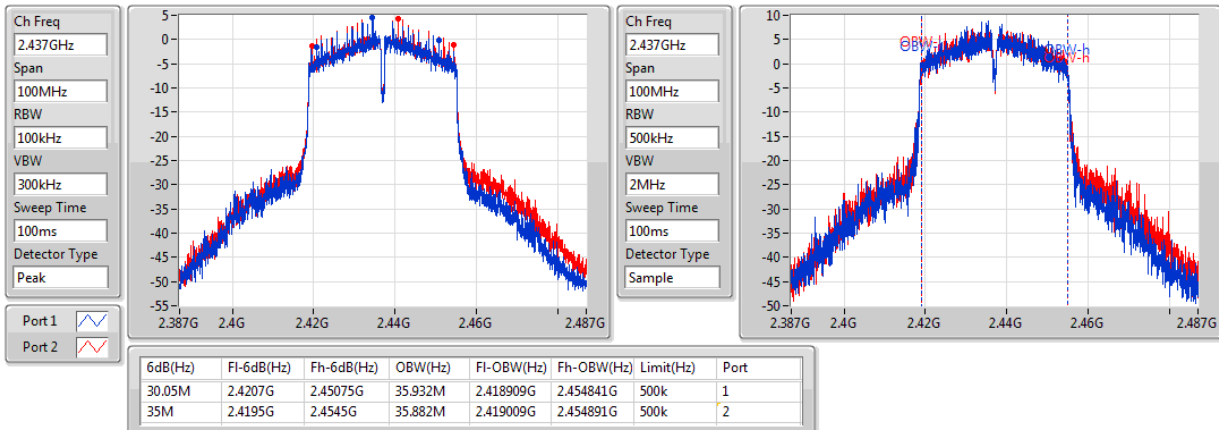 Ch Freq
2.437GHz
Span
100MHz
RBW
100kHz
VBW
300kHz
Sweep Time
100ms
Detector Type
Peak
Port 1
Port 2
5
0
-5
-10
-15
-20
-25
-30
-35
-40
-45
-50
-55
2.387G 2.4G 2.42G 2.44G 2.46G 2.487G
Ch Freq
2.437GHz
Span
100MHz
RBW
500kHz
VBW
2MHz
Sweep Time
100ms
Detector Type
Sample
10
5
0
-5
-10
-15
-20
-25
-30
-35
-40
-45
-50
OBW-h
OBW-h
2.387G 2.4G 2.42G 2.44G 2.46G 2.487G
6dB(Hz) Fl-6dB(Hz) Fh-6dB(Hz) OBW(Hz) Fl-OBW(Hz) Fh-OBW(Hz) Limit(Hz) Port
30.05M 2.4207G 2.45075G 35.932M 2.418909G 2.454841G 500k 1
35M 2.4195G 2.4545G 35.882M 2.419009G 2.454891G 500k 2